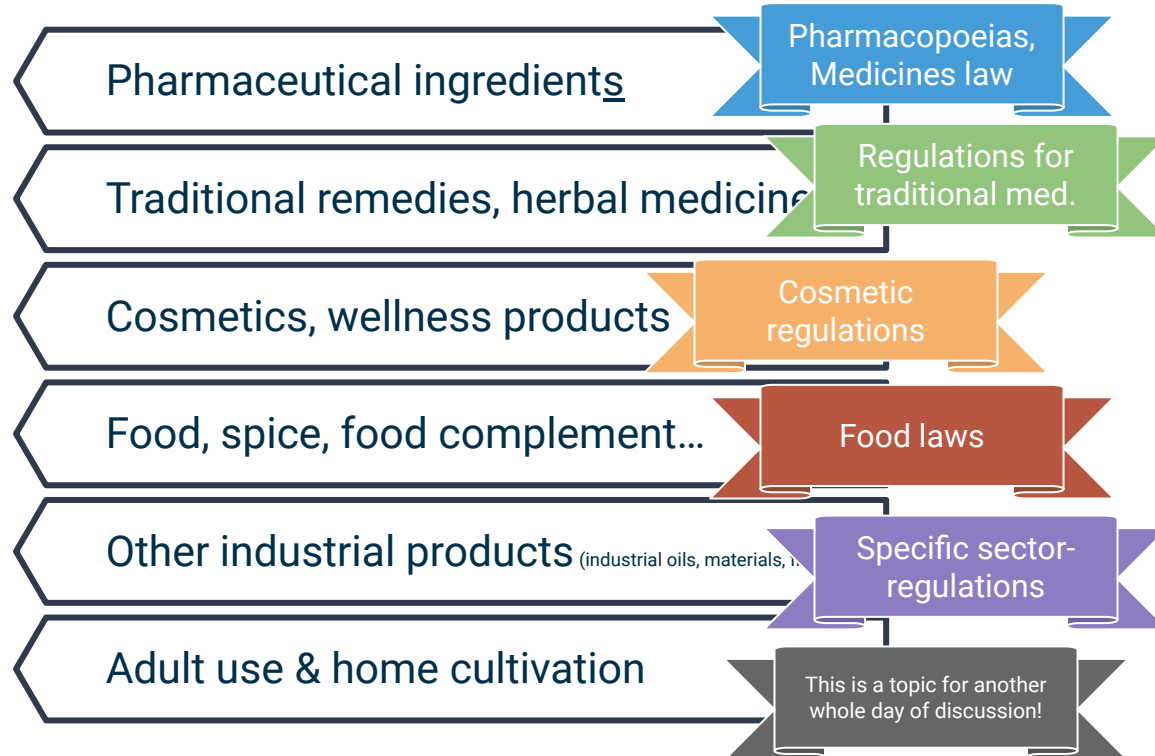 Pharmaceutical ingredients
Pharmacopoeias,
Medicines law
Traditional remedies, herbal medicine
Regulations for
traditional med.
Cosmetics, wellness products
Cosmetic
regulations
Food, spice, food complement…
Food laws
Other industrial products (industrial oils, materials,
Specific sector-
regulations
Adult use & home cultivation
This is a topic for another
whole day of discussion!